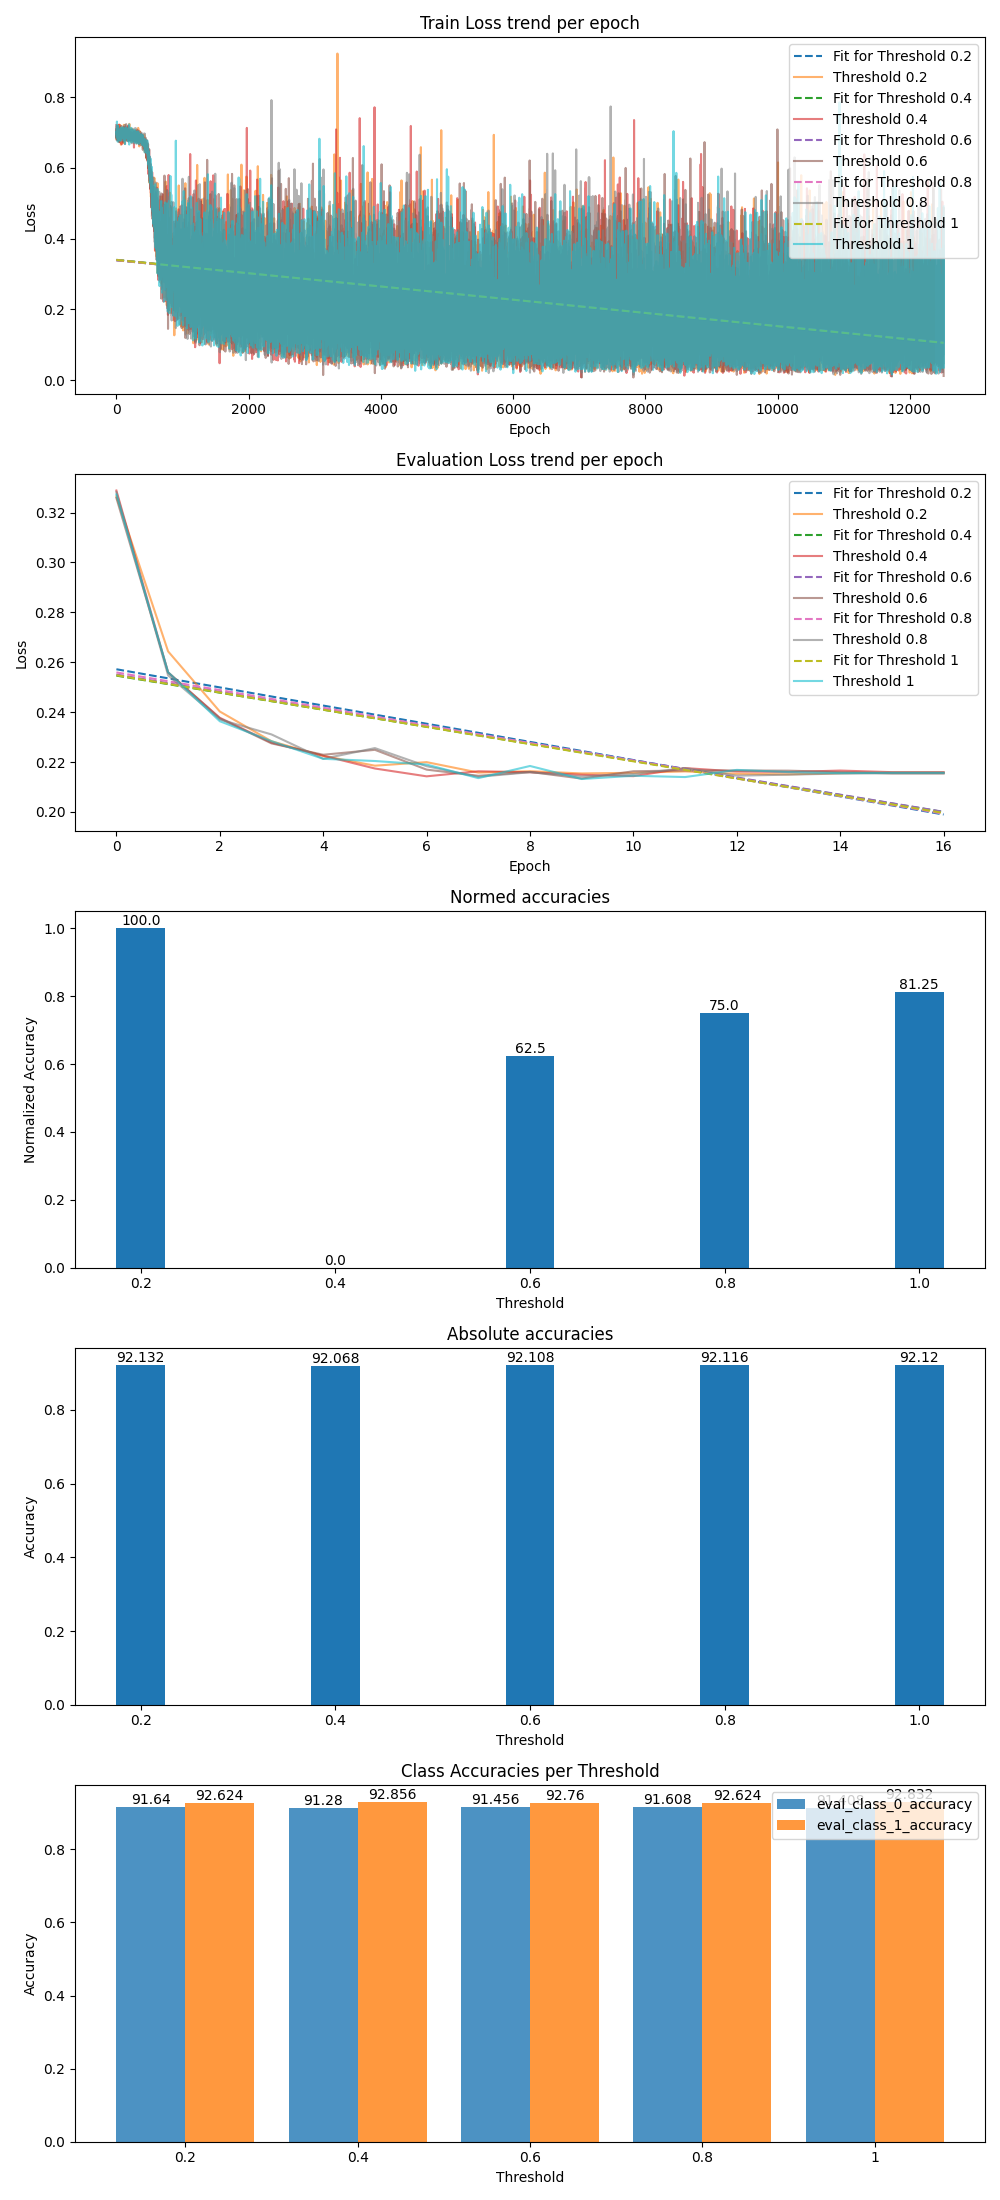 Train Loss trend per epoch
Loss
0.8
0.6
0.4
0.2
0.0
Fit for Threshold 0.2
Threshold 0.2
Fit for Threshold 0.4
Threshold 0.4
Fit for Threshold 0.6
Threshold 0.6
Fit for Threshold 0.8
Threshold 0.8
Fit for Threshold 1
Threshold 1
0 2000 4000 6000 8000 10000 12000
Epoch
Evaluation Loss trend per epoch
Loss
0.32
0.30
0.28
0.26
0.24
0.22
0.20
Fit for Threshold 0.2
Threshold 0.2
Fit for Threshold 0.4
Threshold 0.4
Fit for Threshold 0.6
Threshold 0.6
Fit for Threshold 0.8
Threshold 0.8
Fit for Threshold 1
Threshold 1
0 2 4 6 8 10 12 14 16
Epoch
Normed accuracies
Normalized Accuracy
1.0
0.8
0.6
0.4
0.2
0.0
100.0 0.0 62.5 75.0 81.25
0.2 0.4 0.6 0.8 1.0
Threshold
Absolute accuracies
Accuracy
0.8
0.6
0.4
0.2
0.0
92.132 92.068 92.108 92.116 92.12
0.2 0.4 0.6 0.8 1.0
Threshold
Class Accuracies per Threshold
Accuracy
0.8
0.6
0.4
0.2
0.0
91.64 92.624 91.28 92.856 91.456 92.76 91.608 92.624 92.832
eval_class_0_accuracy
eval_class_1_accuracy
0.2 0.4 0.6 0.8 1
Threshold